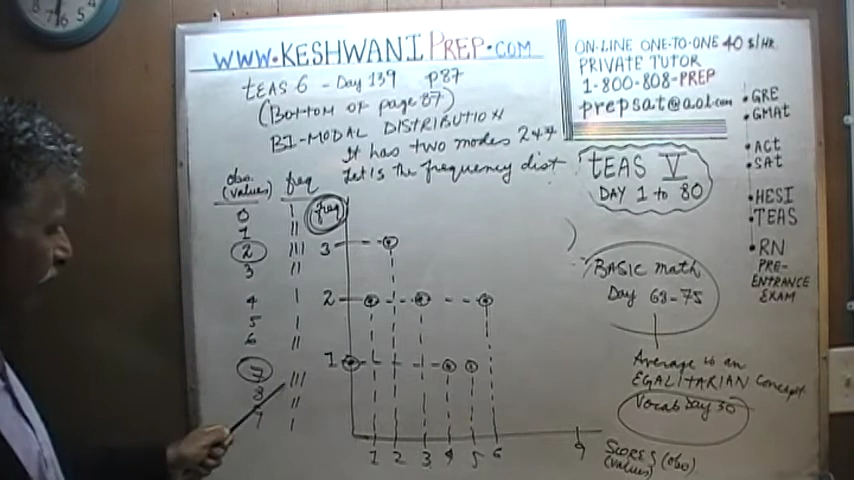 WWW.KESHWANIPREP.COM
TEAS 6 - Day 139 P87
(Bottom of page 87)
BI-MODAL DISTRIBUTION
It has two modes 2 & 7
Let's the frequency dist
obs. (values) freq
0 |
1 ||
2 |||
3 ||
4 |
5 |
6 ||
7 |||
8 ||
|
freq
3
2
1
1 2 3 4 5 6 9
SCORES (obs)
(values)
ON-LINE ONE-TO-ONE 40 $/HR
PRIVATE TUTOR
1-800-808-PREP
prepsat@aol.com
TEAS V
DAY 1 to 80
BASIC math
Day 63-75
Average is an
EGALITARIAN concept
Vocab Day 30
GRE
GMAT
ACT
SAT
HESI
TEAS
RN
PRE-
ENTRANCE
EXAM